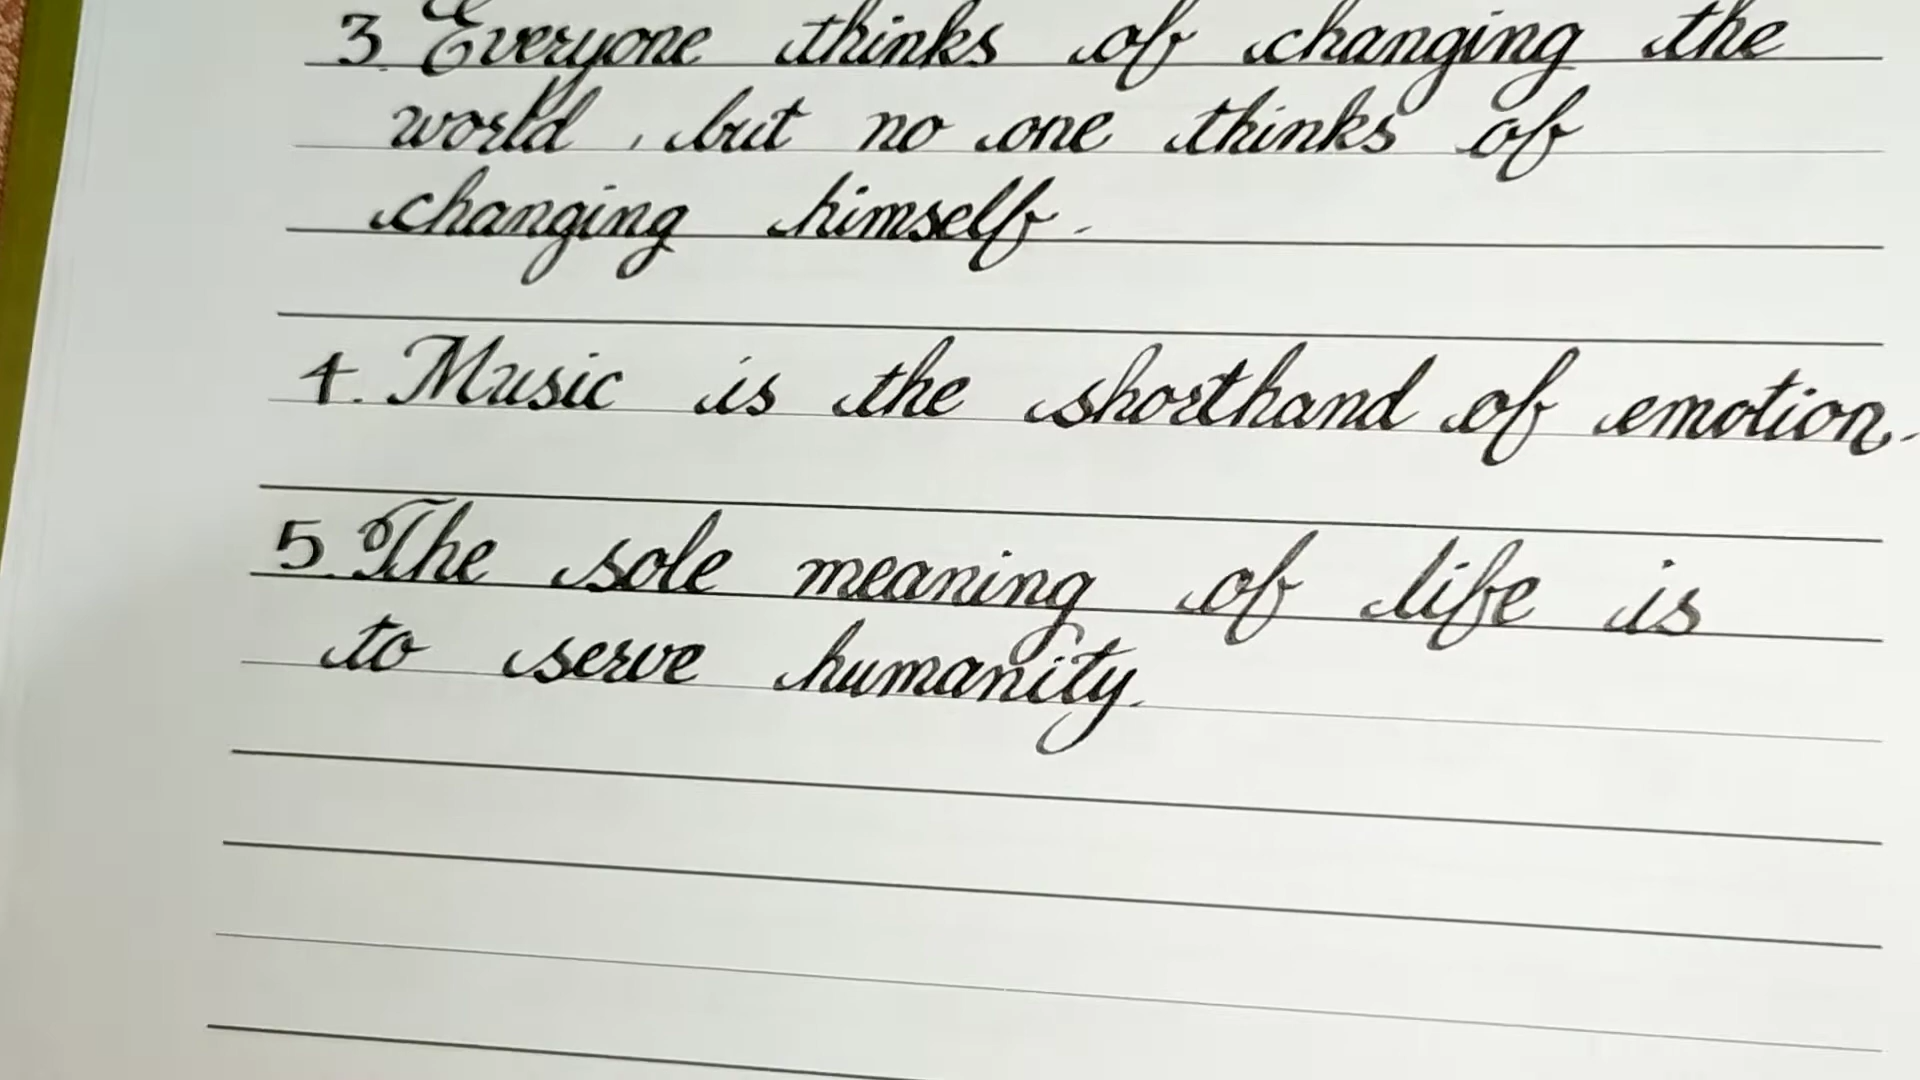 3. Everyone thinks of changing the
world, but no one thinks of
changing himself.
4. Music is the shorthand of emotion.
5. The sole meaning of life is
to serve humanity.